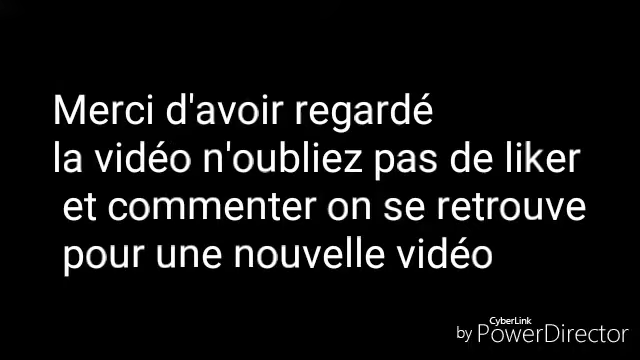 Merci d'avoir regardé
la vidéo n'oubliez pas de liker
et commenter on se retrouve
pour une nouvelle vidéo
CyberLink
by PowerDirector